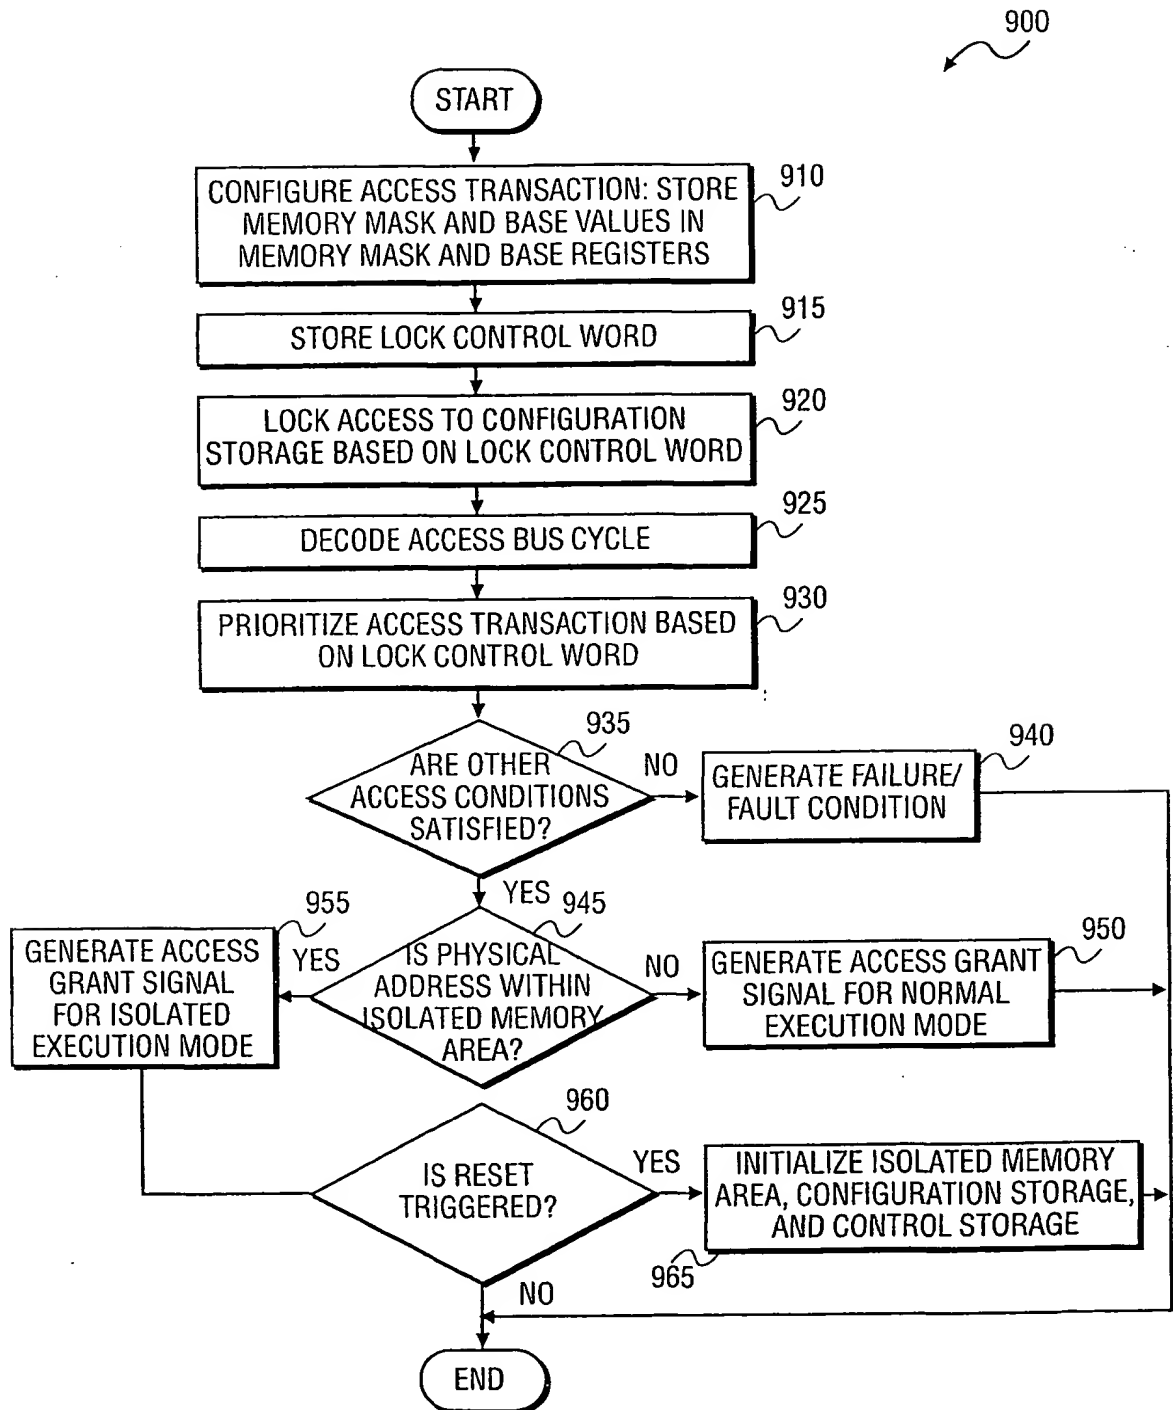 900
START
CONFIGURE ACCESS TRANSACTION: STORE
MEMORY MASK AND BASE VALUES IN
MEMORY MASK AND BASE REGISTERS
910
STORE LOCK CONTROL WORD
915
LOCK ACCESS TO CONFIGURATION
STORAGE BASED ON LOCK CONTROL WORD
920
DECODE ACCESS BUS CYCLE
925
PRIORITIZE ACCESS TRANSACTION BASED
ON LOCK CONTROL WORD
930
ARE OTHER
ACCESS CONDITIONS
SATISFIED?
935
NO
GENERATE FAILURE/
FAULT CONDITION
940
YES
IS PHYSICAL
ADDRESS WITHIN
ISOLATED MEMORY
AREA?
945
NO
GENERATE ACCESS GRANT
SIGNAL FOR NORMAL
EXECUTION MODE
950
YES
GENERATE ACCESS
GRANT SIGNAL
FOR ISOLATED
EXECUTION MODE
955
IS RESET
TRIGGERED?
960
YES
INITIALIZE ISOLATED MEMORY
AREA, CONFIGURATION STORAGE,
AND CONTROL STORAGE
965
NO
END